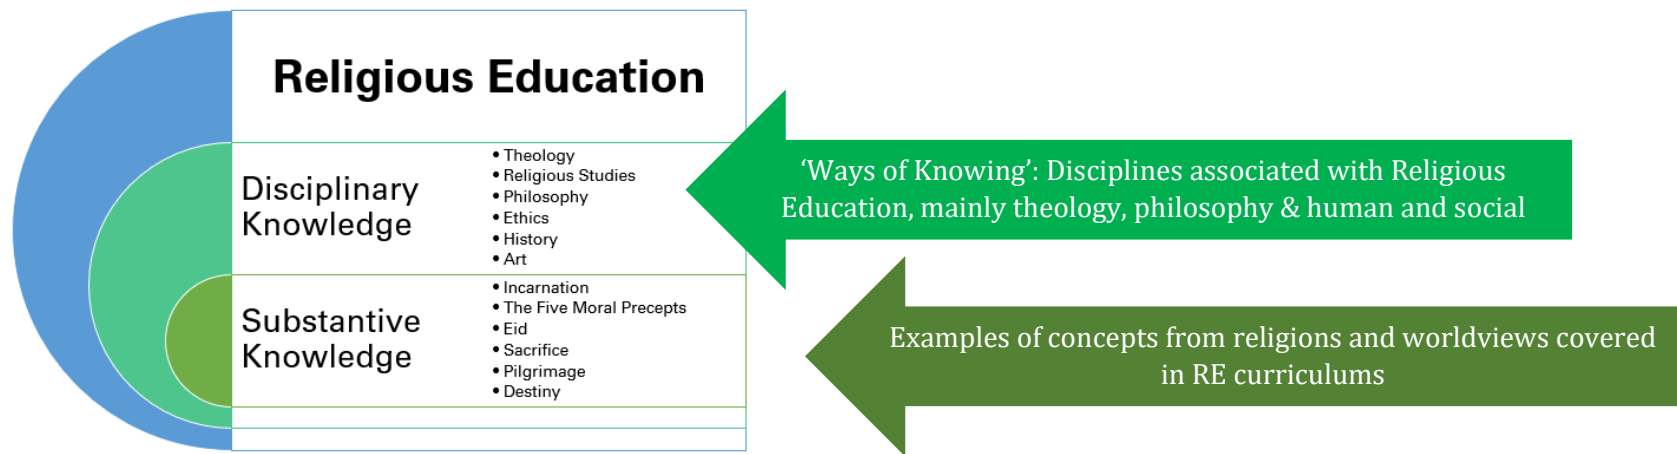 Religious Education
Disciplinary
Knowledge
• Theology
• Religious Studies
• Philosophy
• Ethics
• History
• Art
‘Ways of Knowing’: Disciplines associated with Religious
Education, mainly theology, philosophy & human and social
Substantive
Knowledge
• Incarnation
• The Five Moral Precepts
• Eid
• Sacrifice
• Pilgrimage
• Destiny
Examples of concepts from religions and worldviews covered
in RE curriculums